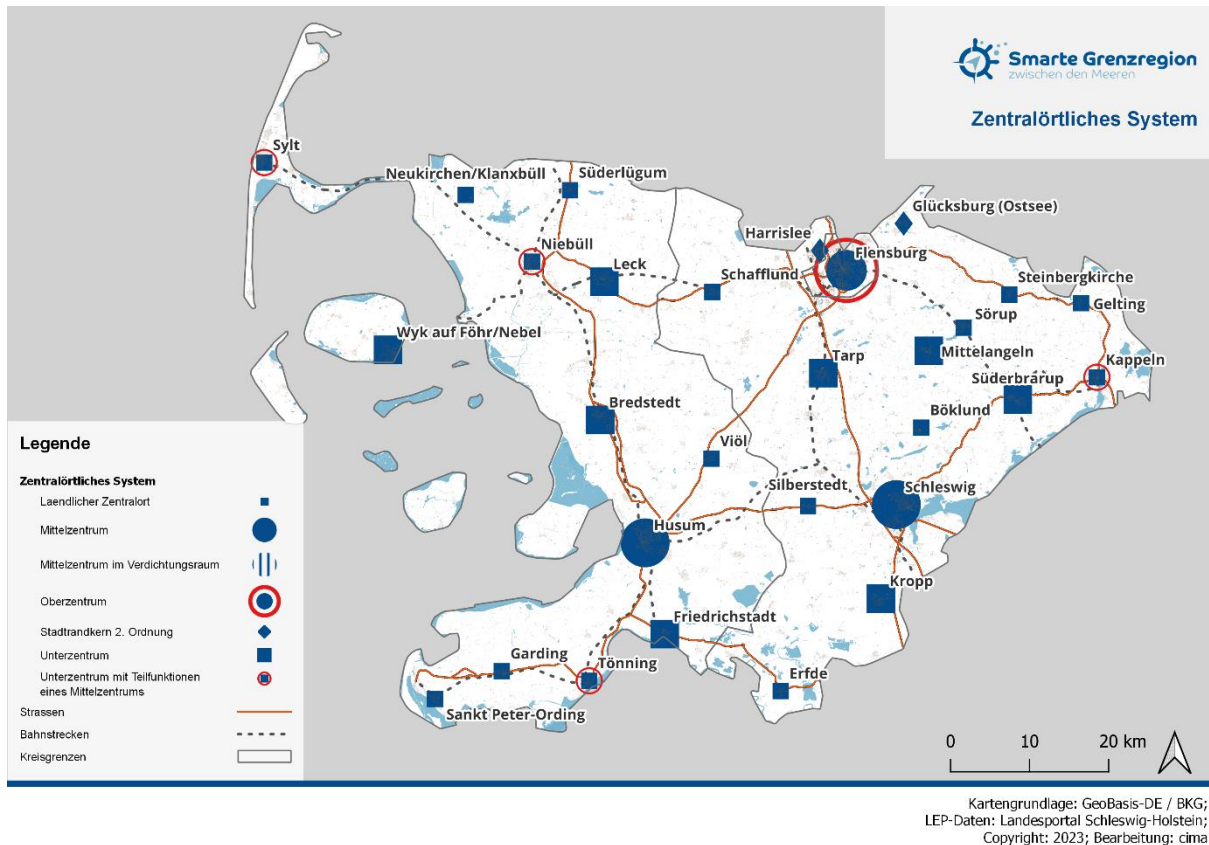 Smarte Grenzregion
zwischen den Meeren
Zentralörtliches System
Sylt
Neukirchen/Klanxbüll
Süderlügum
Glücksburg (Ostsee)
Harrislee
Niebüll
Flensburg
Leck
Schafflund
Steinbergkirche
Gelting
Sörup
Wyk auf Föhr/Nebel
Tarp
Mittelangeln
Kappeln
Süderbrarup
Bredstedt
Böklund
Viöl
Silberstedt
Schleswig
Husum
Kropp
Friedrichstadt
Garding
Tönning
Erfde
Sankt Peter-Ording
Legende
Zentralörtliches System
Laendlicher Zentralort
Mittelzentrum
Mittelzentrum im Verdichtungsraum
Oberzentrum
Stadtrandkern 2. Ordnung
Unterzentrum
Unterzentrum mit Teilfunktionen
eines Mittelzentrums
Strassen
Bahnstrecken
Kreisgrenzen
0 10 20 km
Kartengrundlage: GeoBasis-DE / BKG;
LEP-Daten: Landesportal Schleswig-Holstein;
Copyright: 2023; Bearbeitung: cima